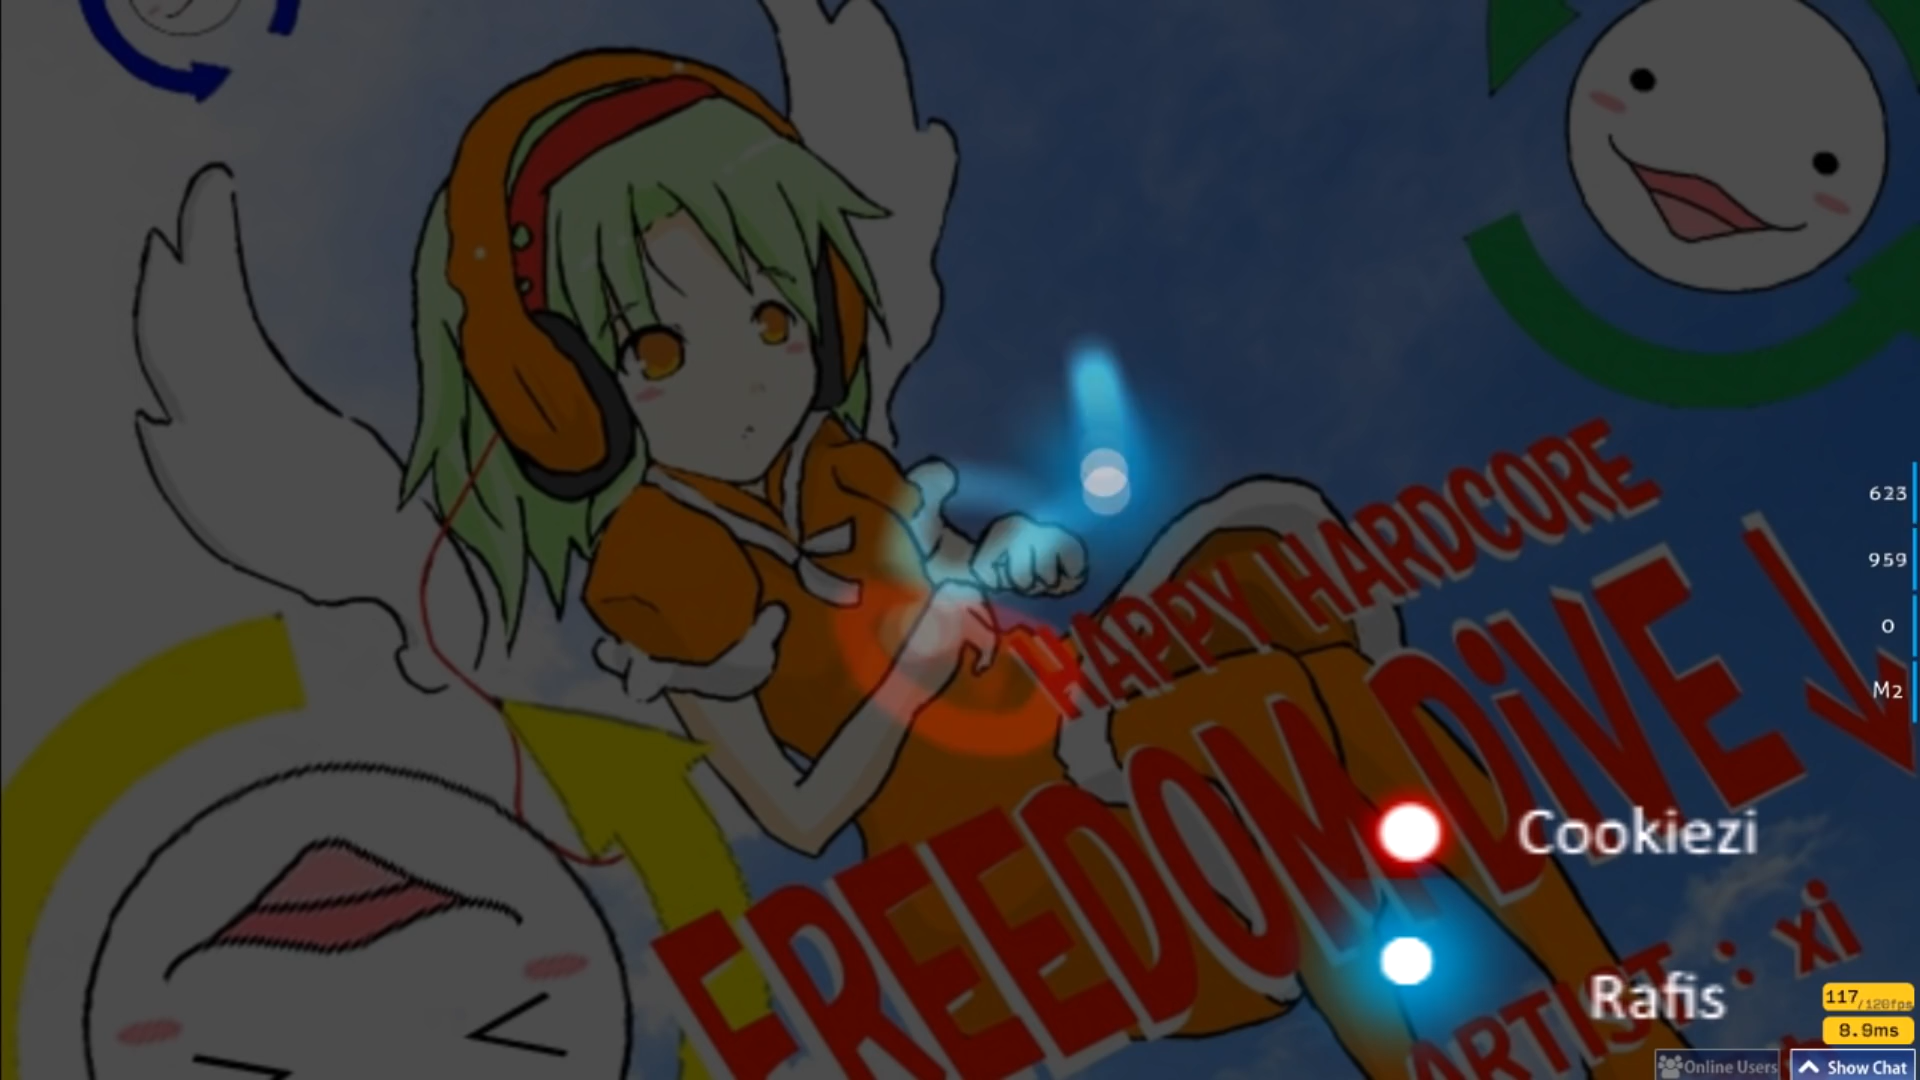 HAPPY HARDCORE
FREEDOM DiVE↓
ARTIST : xi
623
959
0
M2
Cookiezi
Rafis
117/120fps
8.9ms
Online Users
Show Chat